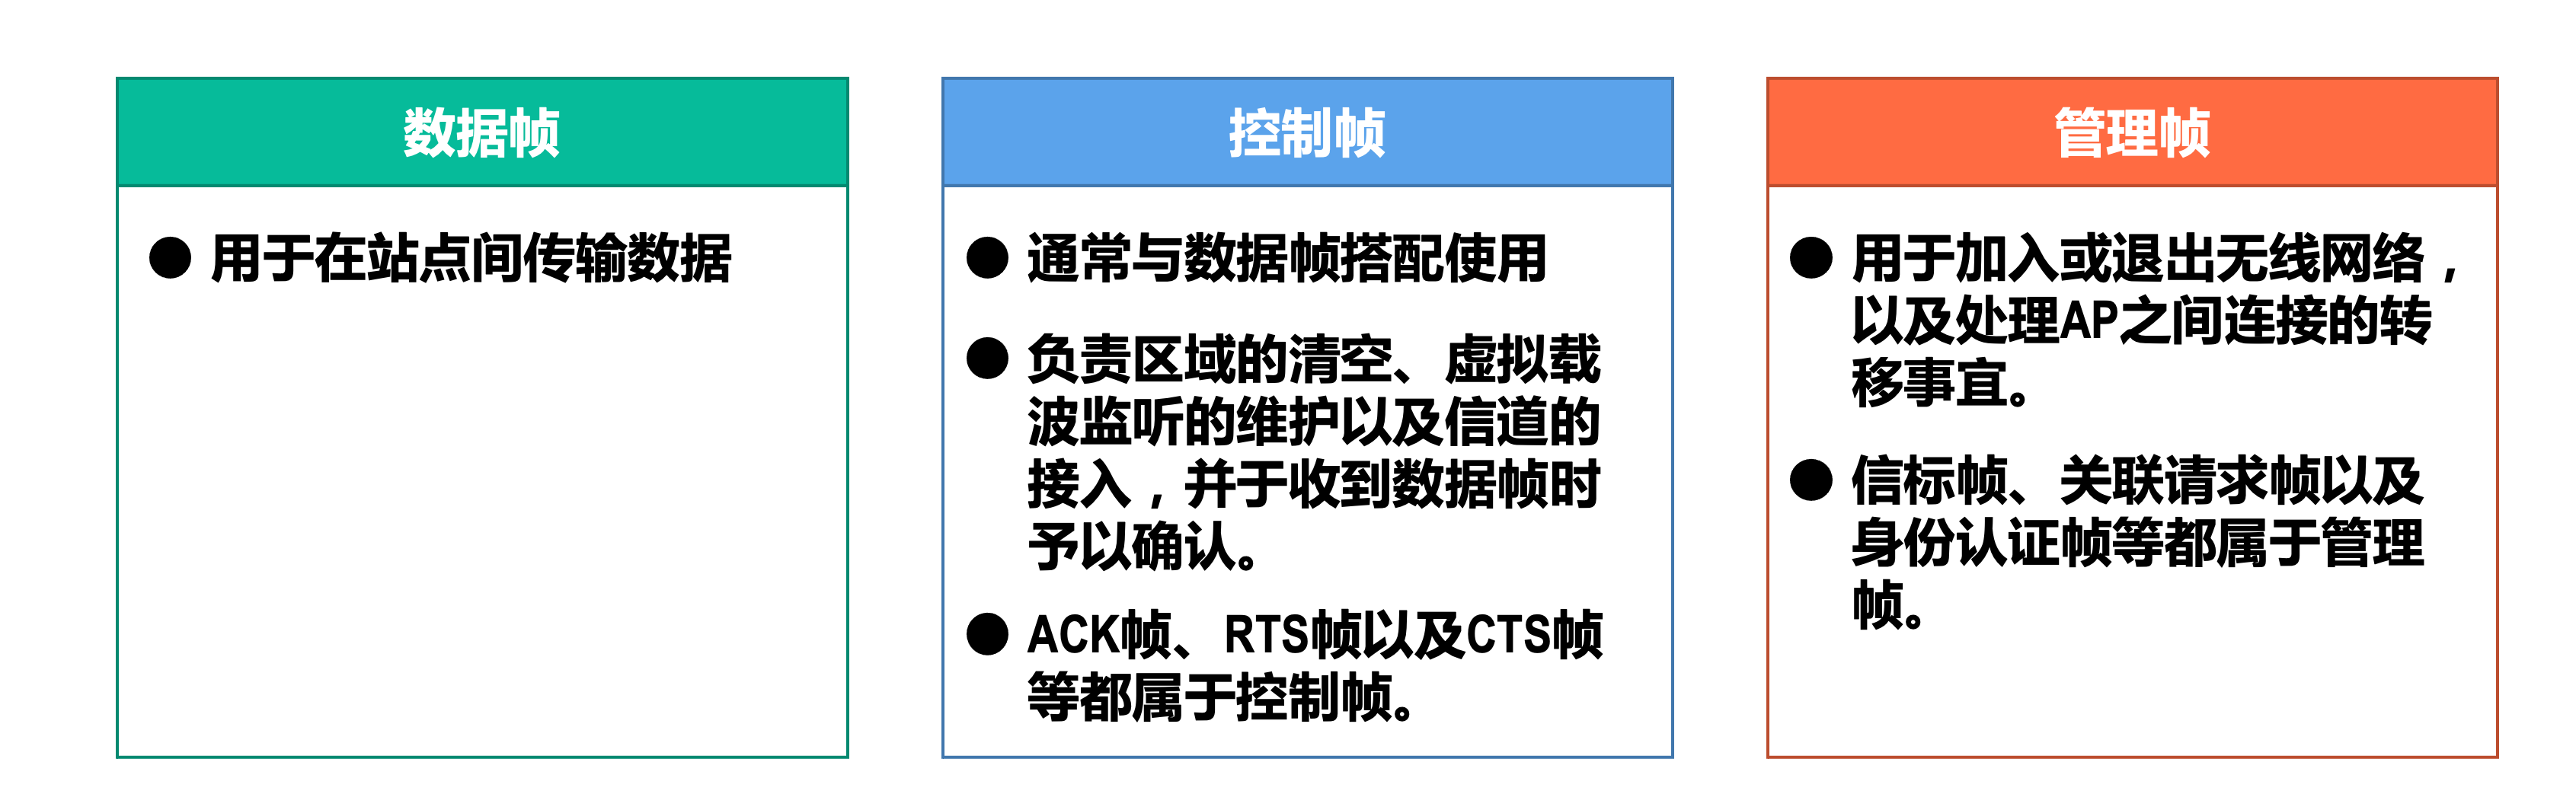 数据帧
● 用于在站点间传输数据
控制帧
● 通常与数据帧搭配使用
● 负责区域的清空、虚拟载
波监听的维护以及信道的
接入，并于收到数据帧时
予以确认。
● ACK帧、RTS帧以及CTS帧
等都属于控制帧。
管理帧
● 用于加入或退出无线网络，
以及处理AP之间连接的转
移事宜。
● 信标帧、关联请求帧以及
身份认证帧等都属于管理
帧。